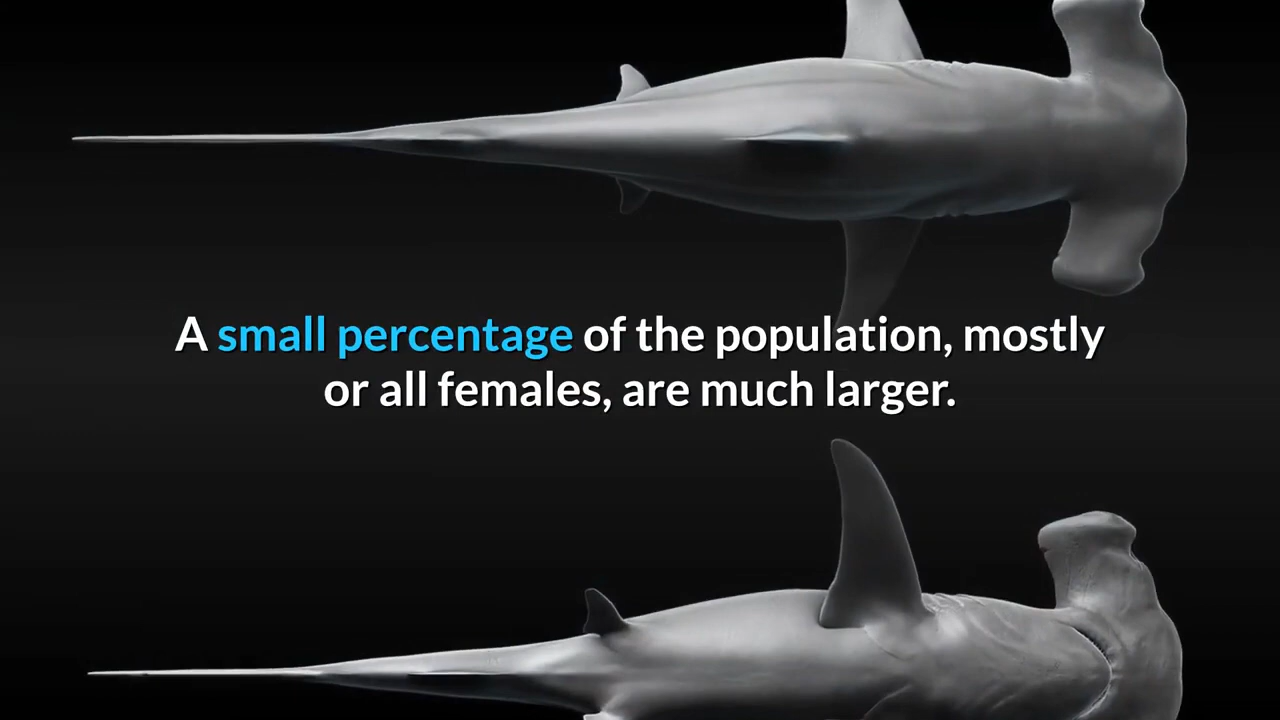 A small percentage of the population, mostly
or all females, are much larger.